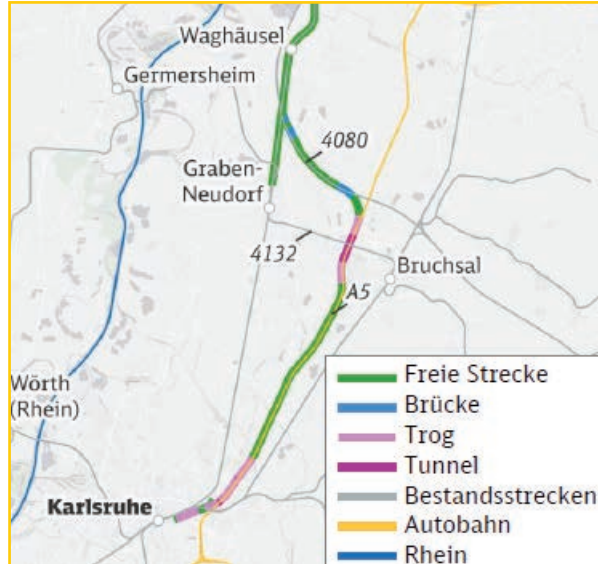 Waghäusel
Germersheim
4080
Graben-
Neudorf
4132
Bruchsal
A5
Wörth
(Rhein)
Karlsruhe
Freie Strecke
Brücke
Trog
Tunnel
Bestandsstrecken
Autobahn
Rhein